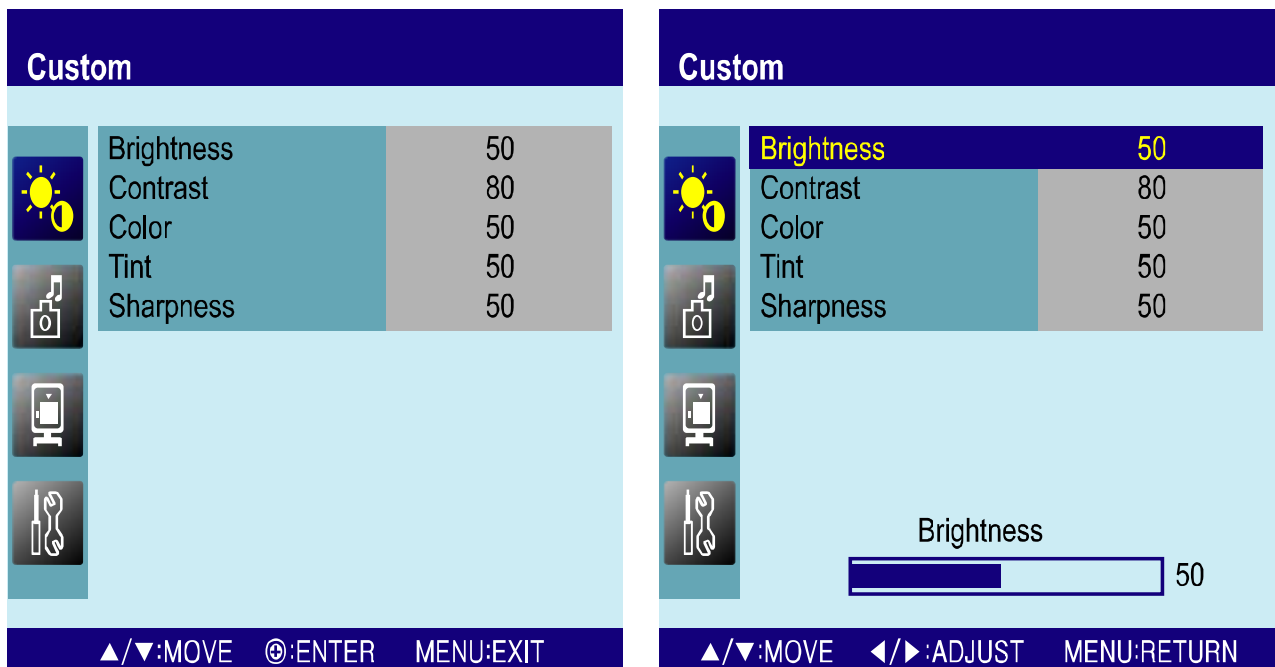 Custom
Brightness 50
Contrast 80
Color 50
Tint 50
Sharpness 50
▲/▼:MOVE ⊕:ENTER MENU:EXIT
Custom
Brightness 50
Contrast 80
Color 50
Tint 50
Sharpness 50
Brightness
50
▲/▼:MOVE ◀/▶:ADJUST MENU:RETURN